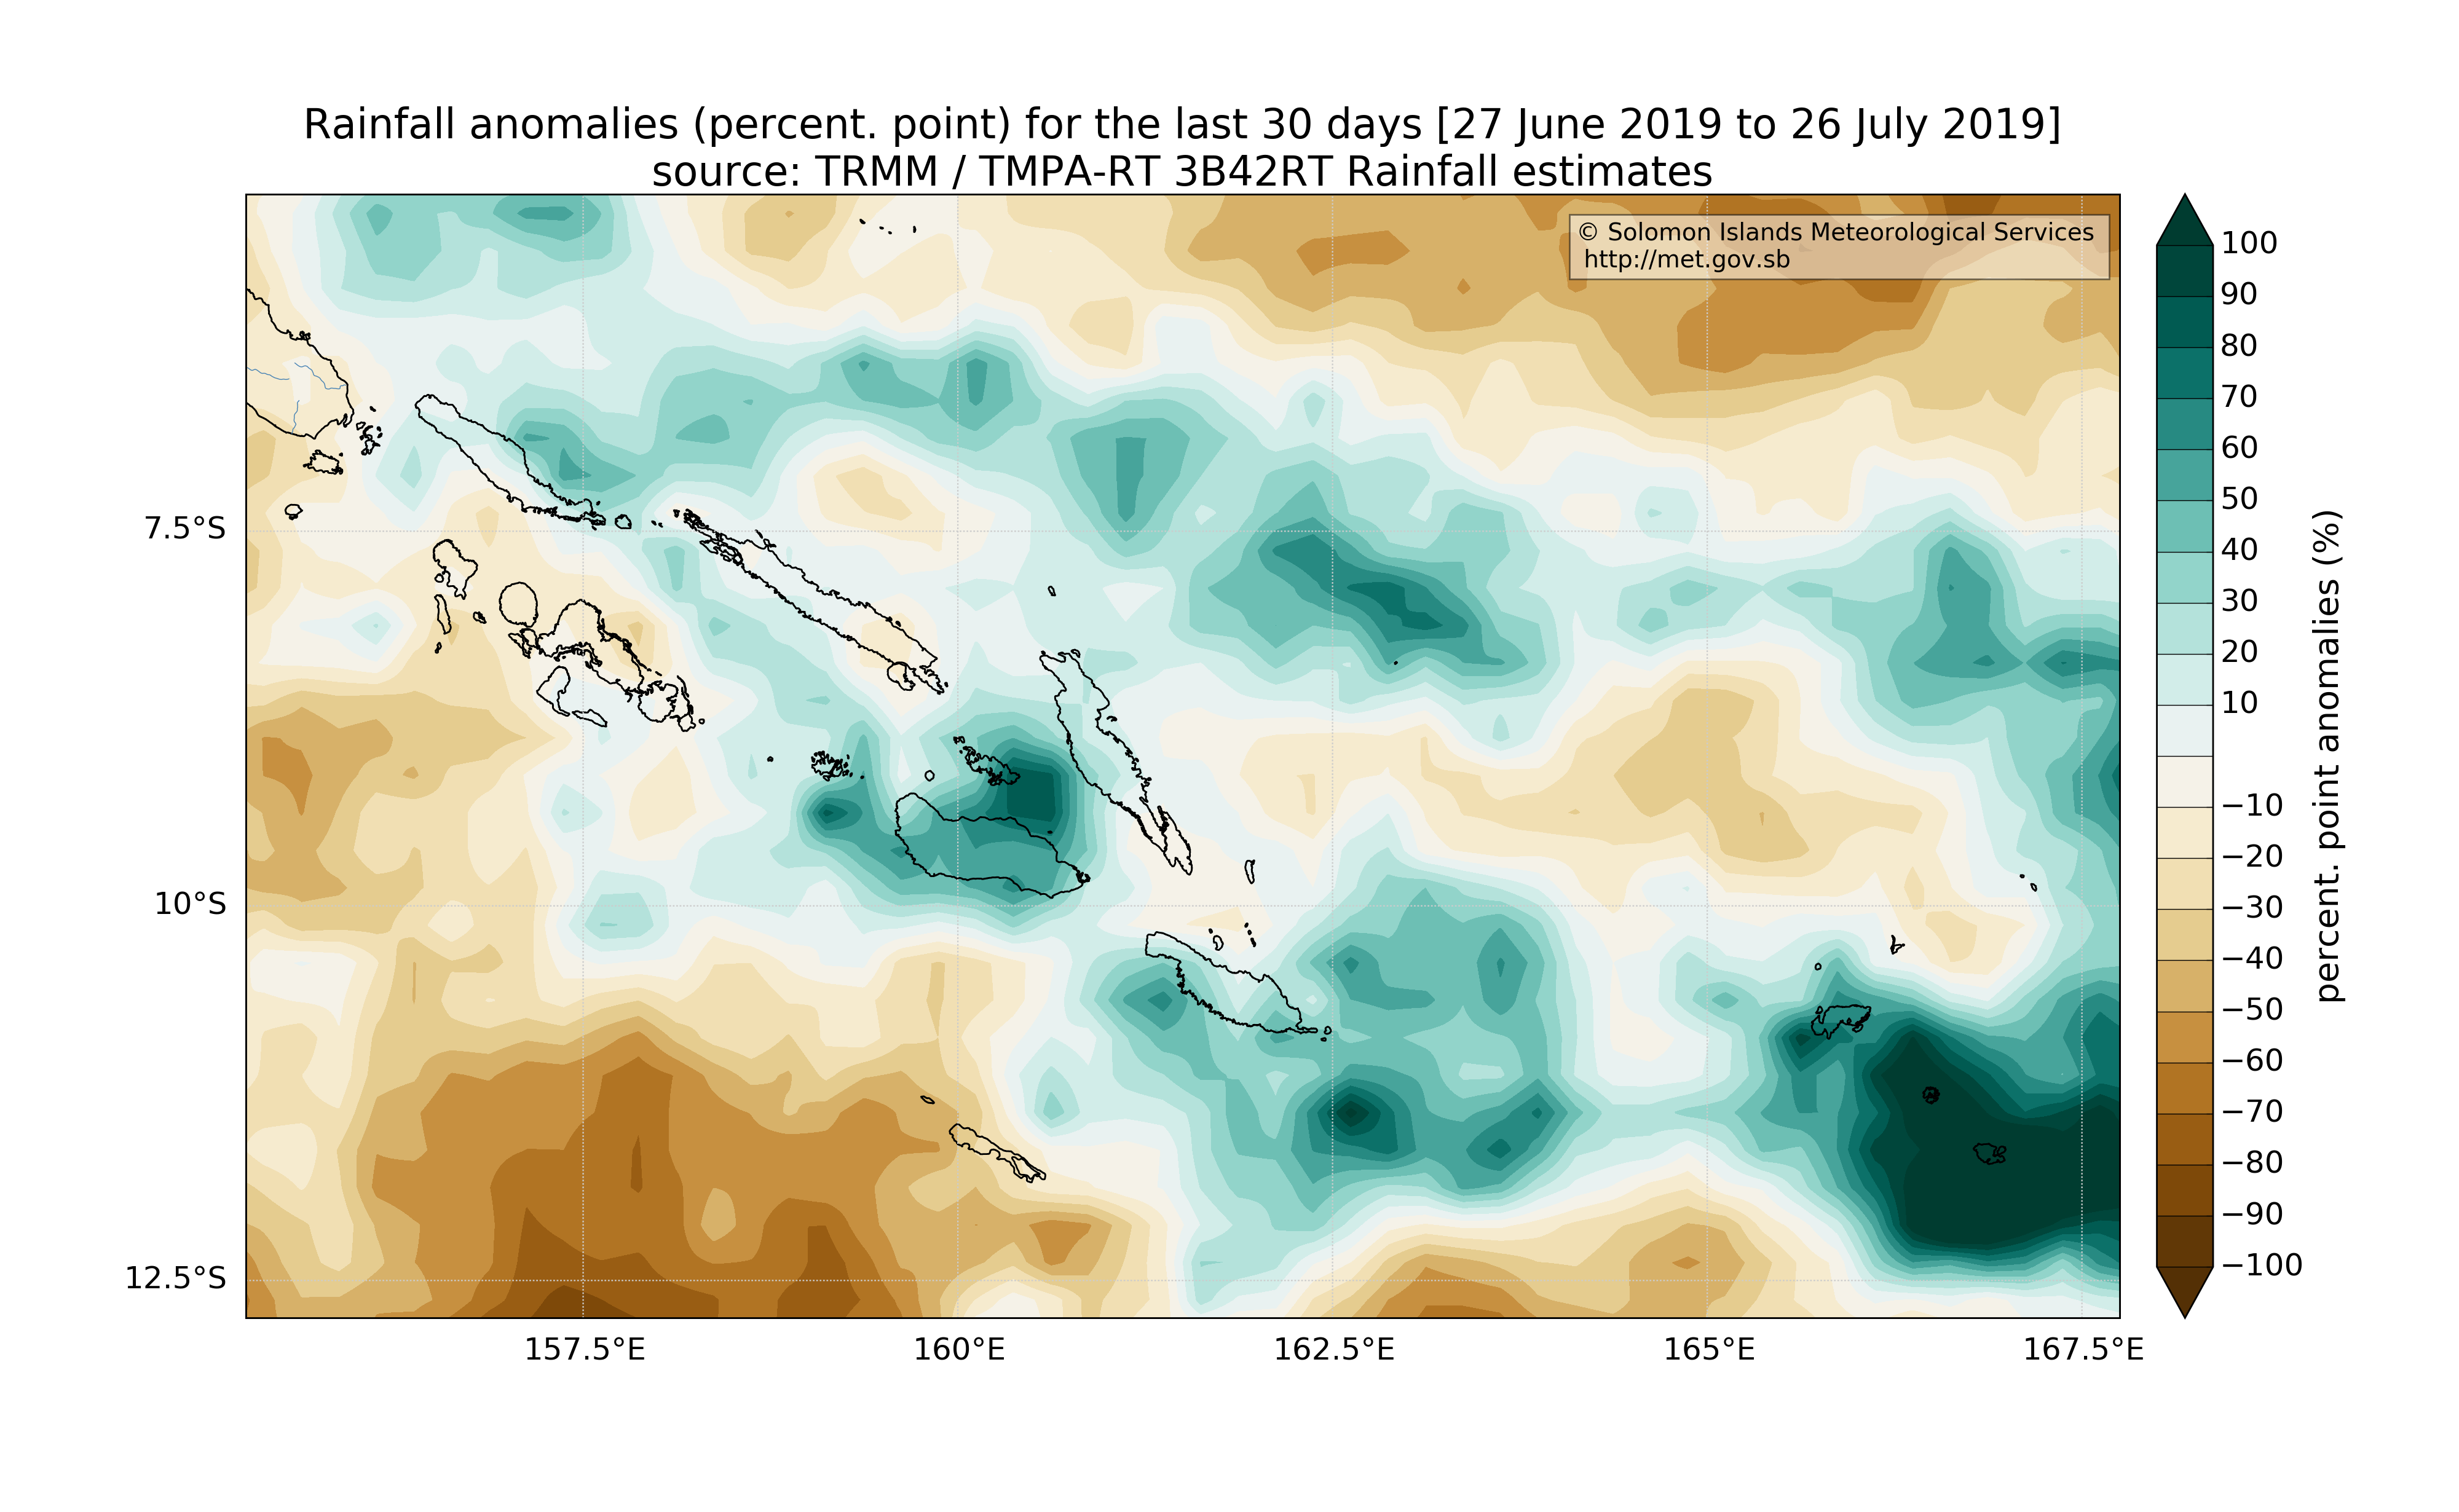 Rainfall anomalies (percent. point) for the last 30 days [27 June 2019 to 26 July 2019]
source: TRMM / TMPA-RT 3B42RT Rainfall estimates
© Solomon Islands Meteorological Services
http://met.gov.sb
7.5°S
10°S
12.5°S
157.5°E
160°E
162.5°E
165°E
167.5°E
100
90
80
70
60
50
40
30
20
10
−10
−20
−30
−40
−50
−60
−70
−80
−90
−100
percent. point anomalies (%)